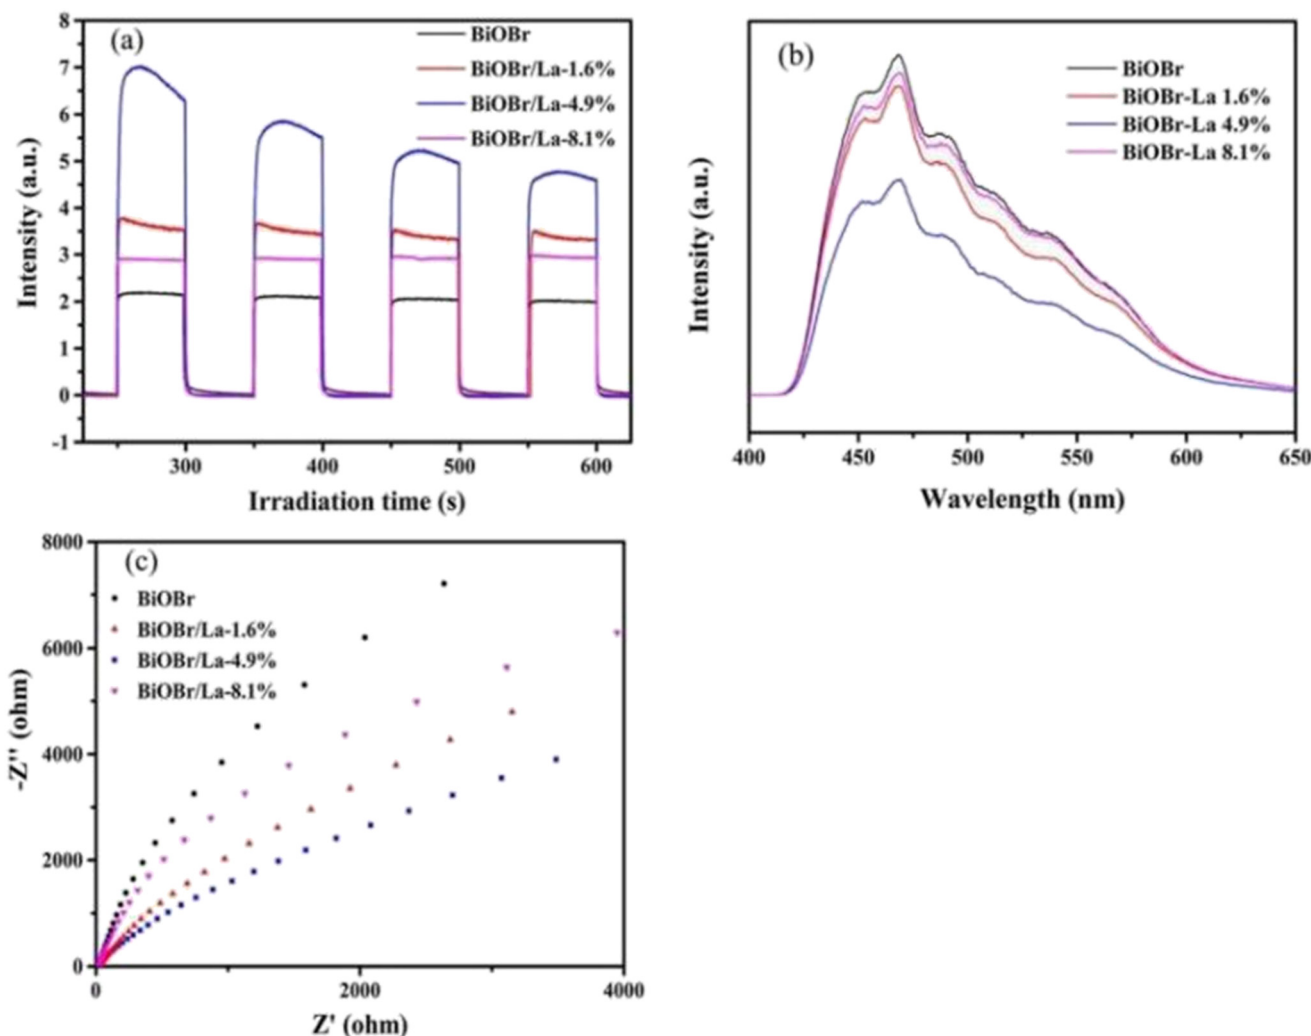 (a)
BiOBr
BiOBr/La-1.6%
BiOBr/La-4.9%
BiOBr/La-8.1%
8
7
6
5
4
3
2
1
0
-1
300 400 500 600
Intensity (a.u.)
Irradiation time (s)
(b)
BiOBr
BiOBr-La 1.6%
BiOBr-La 4.9%
BiOBr-La 8.1%
Intensity (a.u.)
400 450 500 550 600 650
Wavelength (nm)
(c)
BiOBr
BiOBr/La-1.6%
BiOBr/La-4.9%
BiOBr/La-8.1%
8000
6000
4000
2000
0
-Z'' (ohm)
0 2000 4000
Z' (ohm)